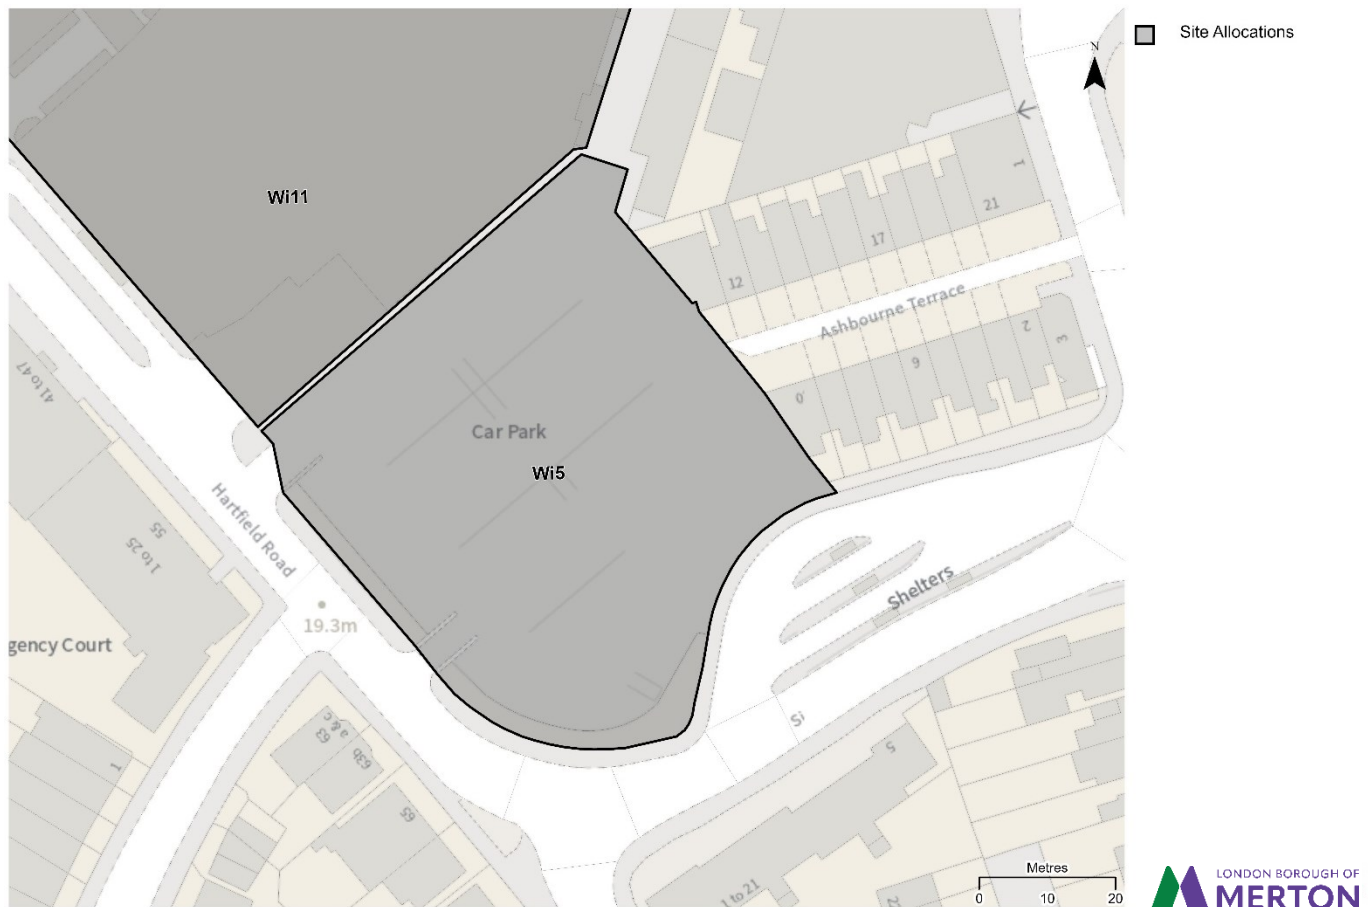 Site Allocations
N
Wi11
1
21
17
12
Ashbourne Terrace
2
3
9
0
41 to 47
Car Park
Wi5
Hartfield Road
55
1 to 25
Shelters
19.3m
gency Court
Si
63
a & c
63b
5
1
65
1 to 21
Metres
0 10 20
LONDON BOROUGH OF
MERTON